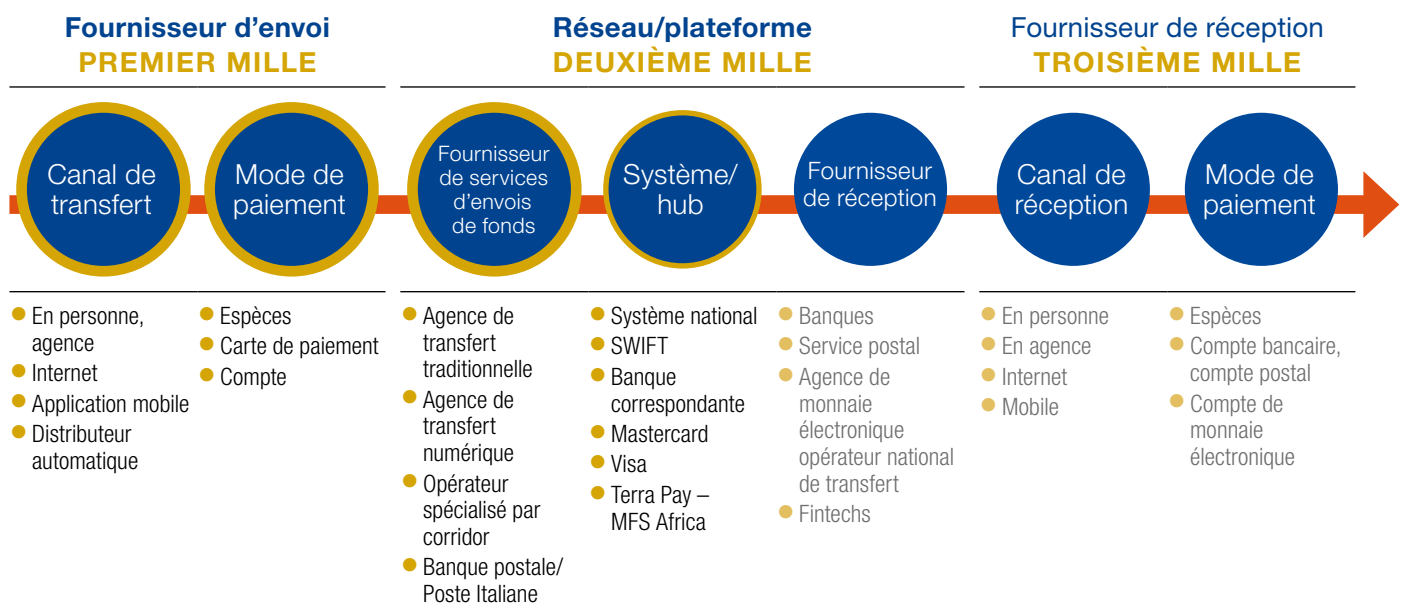 Fournisseur d’envoi
PREMIER MILLE
Réseau/plateforme
DEUXIÈME MILLE
Fournisseur de réception
TROISIÈME MILLE
Canal de
transfert
Mode de
paiement
Fournisseur
de services
d’envois
de fonds
Système/
hub
Fournisseur
de réception
Canal de
réception
Mode de
paiement
En personne,
agence
Internet
Application mobile
Distributeur
automatique
Espèces
Carte de paiement
Compte
Agence de
transfert
traditionnelle
Agence de
transfert
numérique
Opérateur
spécialisé par
corridor
Banque postale/
Poste Italiane
Système national
SWIFT
Banque
correspondante
Mastercard
Visa
Terra Pay –
MFS Africa
Banques
Service postal
Agence de
monnaie
électronique
opérateur national
de transfert
Fintechs
En personne
En agence
Internet
Mobile
Espèces
Compte bancaire,
compte postal
Compte de
monnaie
électronique